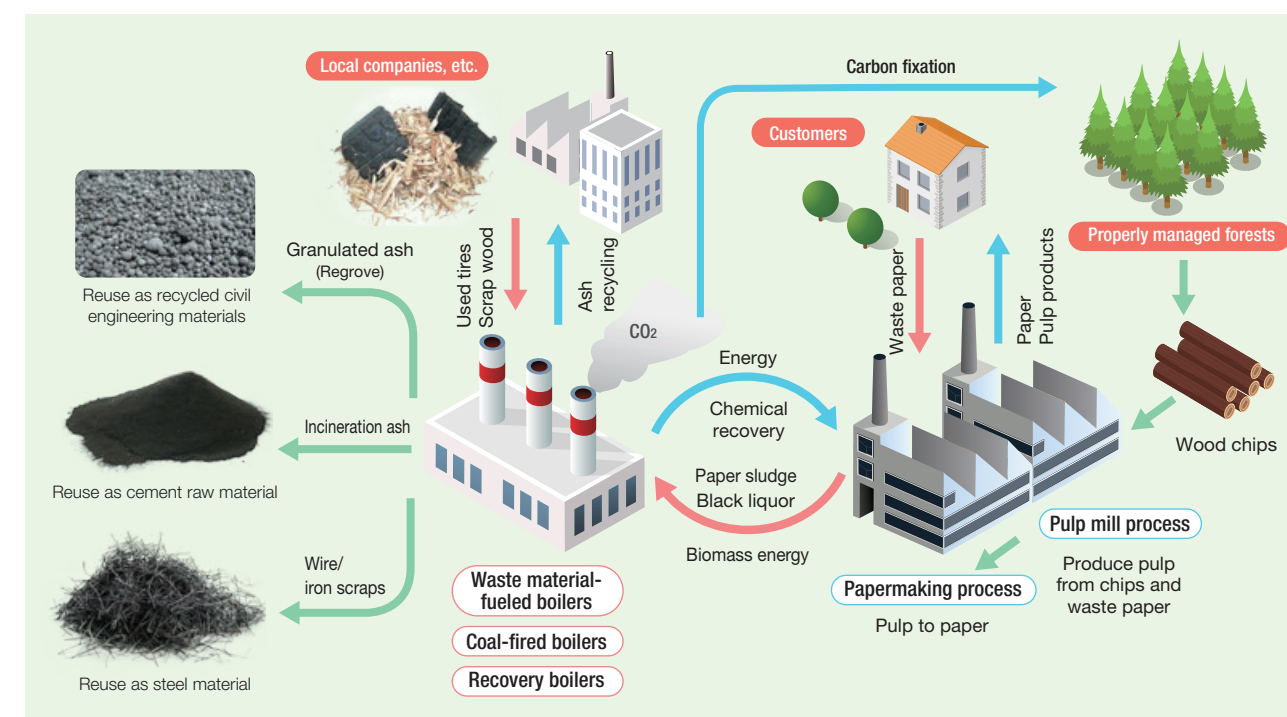 Local companies, etc.
Carbon fixation
Customers
Properly managed forests
Granulated ash
(Regrove)
Reuse as recycled civil
engineering materials
Used tires
Scrap wood
Ash
recycling
CO₂
Waste paper
Paper
Pulp products
Energy
Chemical
recovery
Incineration ash
Reuse as cement raw material
Paper sludge
Black liquor
Biomass energy
Wood chips
Pulp mill process
Produce pulp
from chips and
waste paper
Papermaking process
Pulp to paper
Wire/
iron scraps
Reuse as steel material
Waste material-
fueled boilers
Coal-fired boilers
Recovery boilers